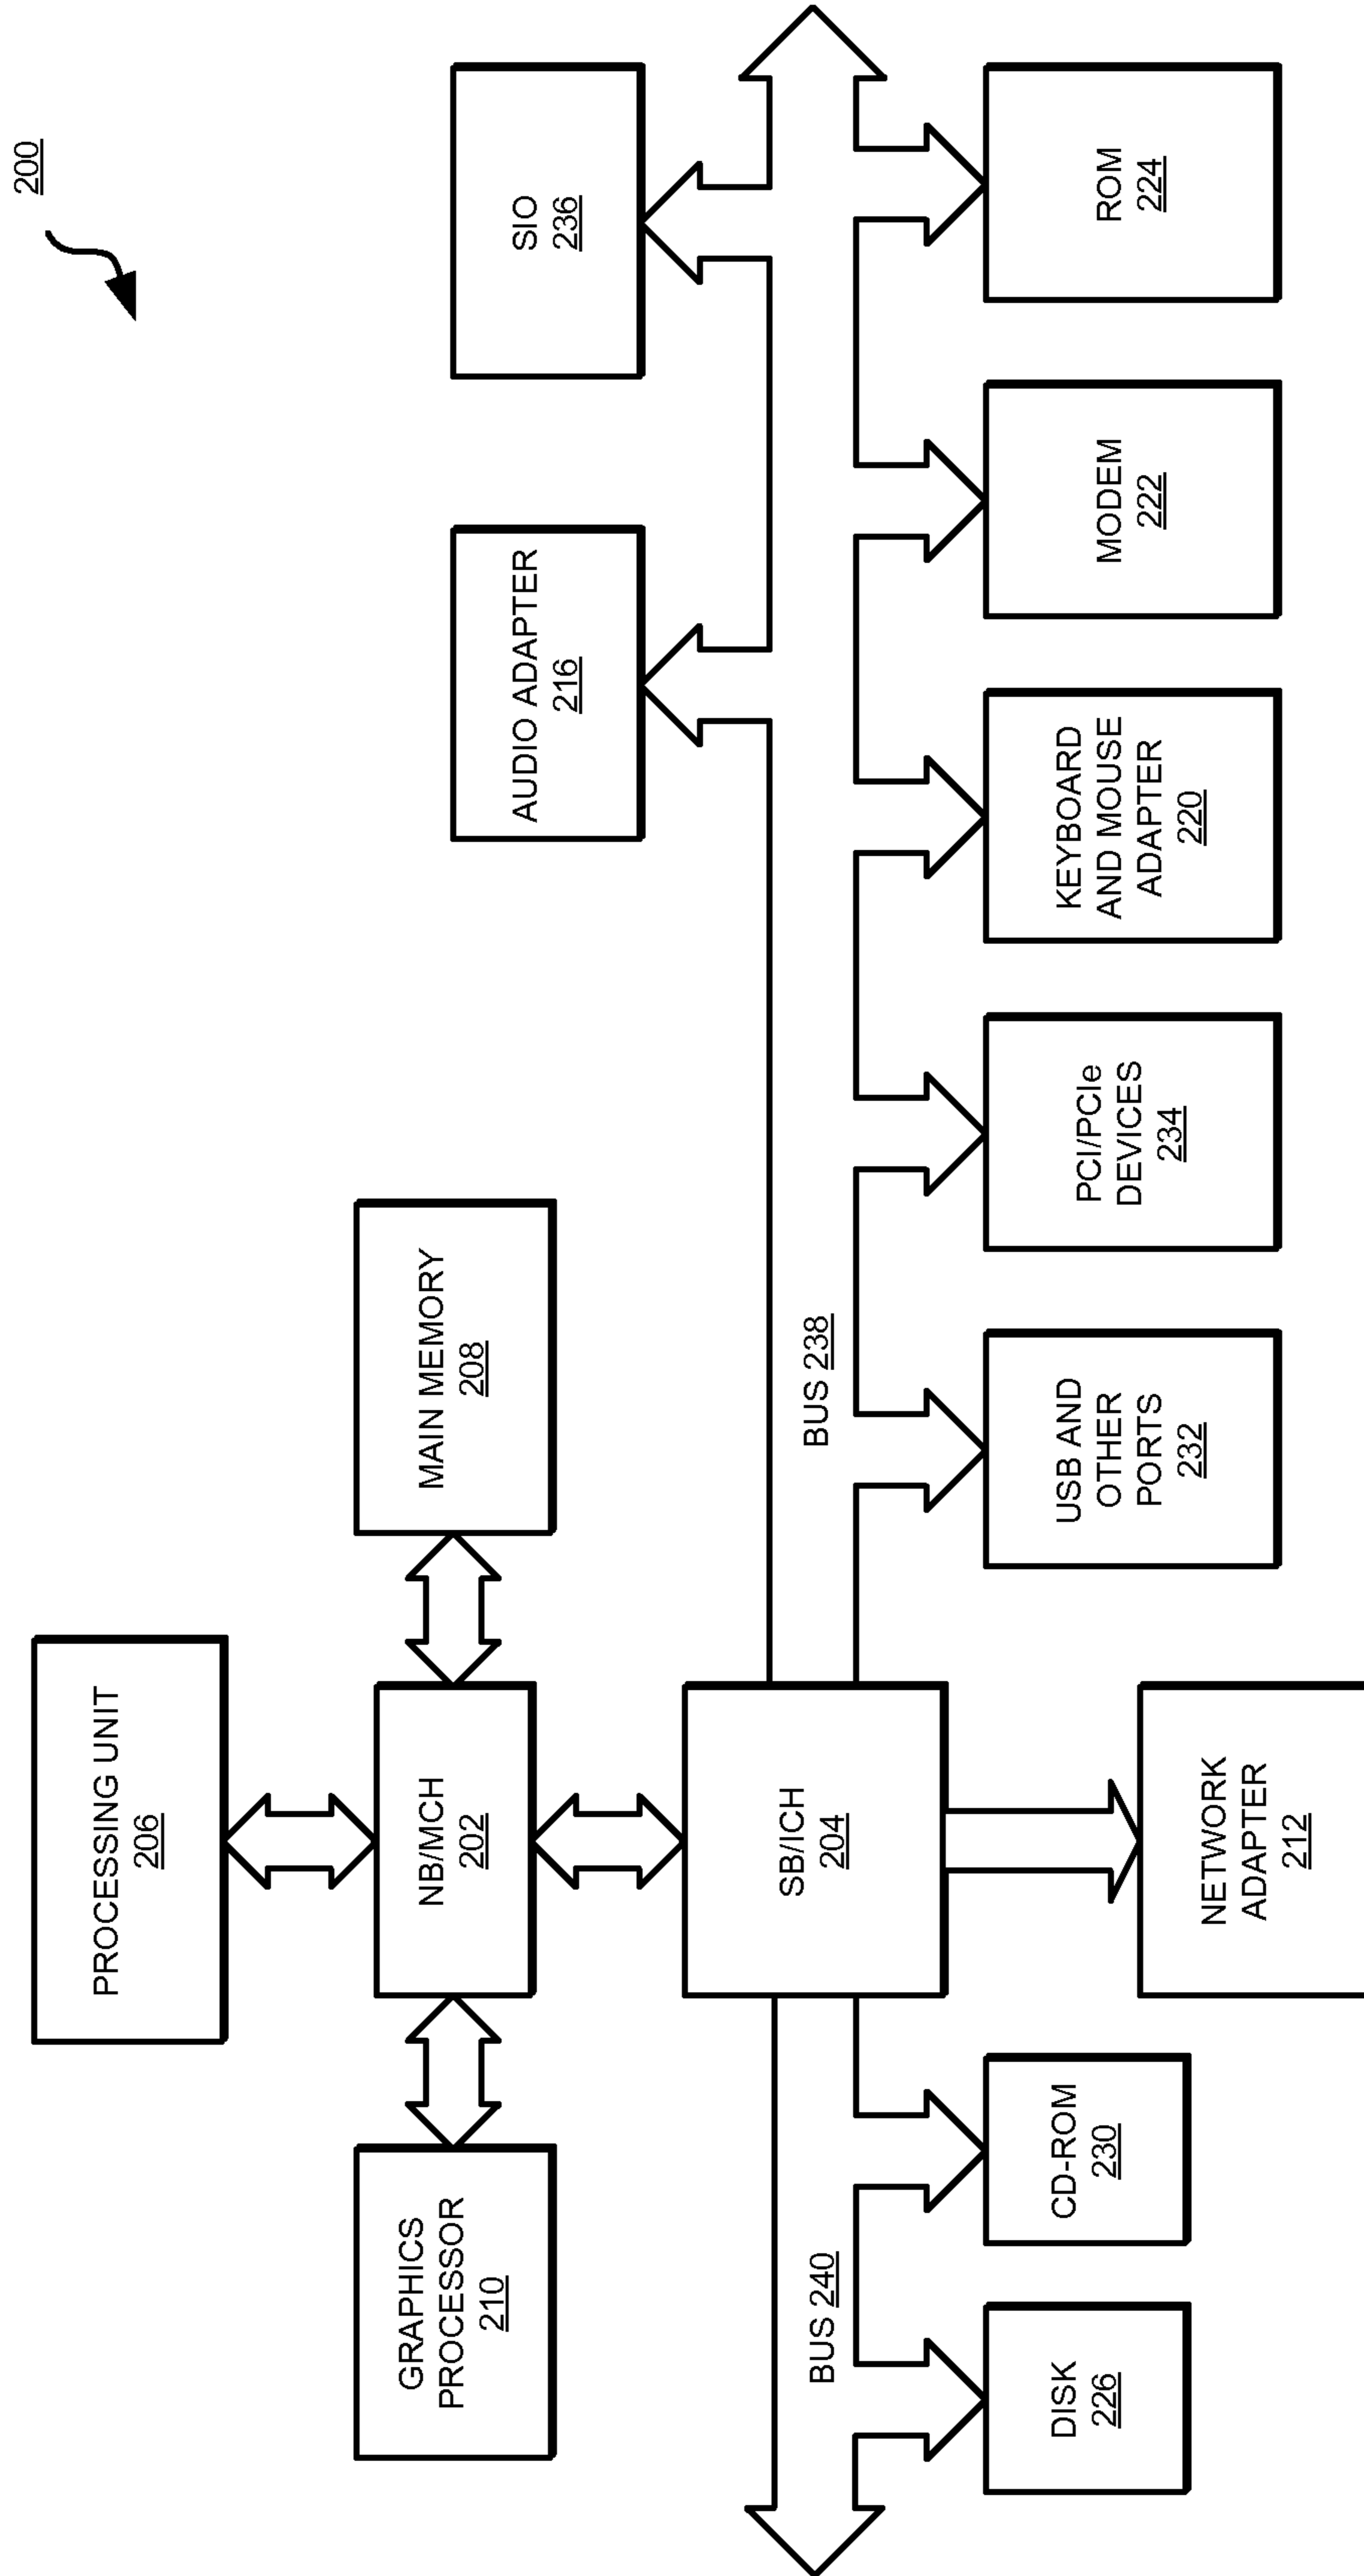 200
PROCESSING UNIT
206
GRAPHICS
PROCESSOR
210
NB/MCH
202
MAIN MEMORY
208
AUDIO ADAPTER
216
SIO
236
SB/ICH
204
BUS 240
BUS 238
DISK
226
CD-ROM
230
NETWORK
ADAPTER
212
USB AND
OTHER
PORTS
232
PCI/PCIe
DEVICES
234
KEYBOARD
AND MOUSE
ADAPTER
220
MODEM
222
ROM
224